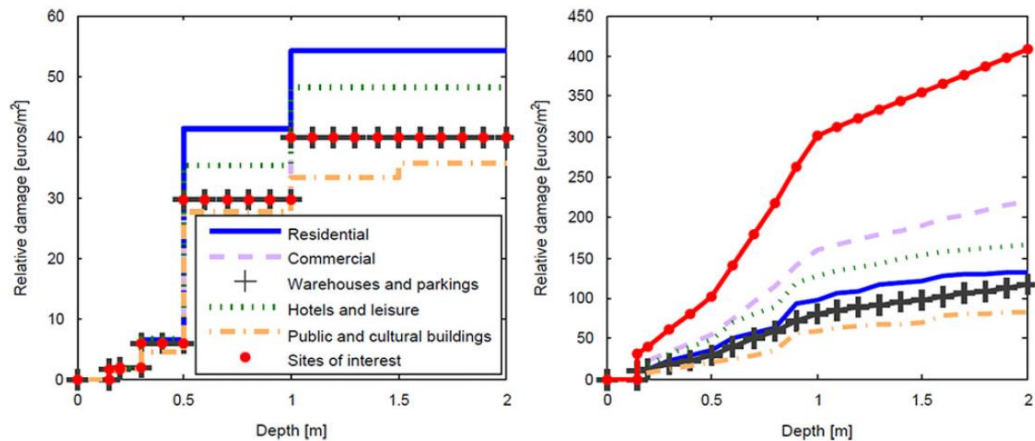 60
50
40
30
20
10
0
Relative damage [euros/m²]
Residential
Commercial
Warehouses and parkings
Hotels and leisure
Public and cultural buildings
Sites of interest
0
0.5
1
1.5
2
Depth [m]
450
400
350
300
250
200
150
100
50
0
Relative damage [euros/m²]
0
0.5
1
1.5
2
Depth [m]